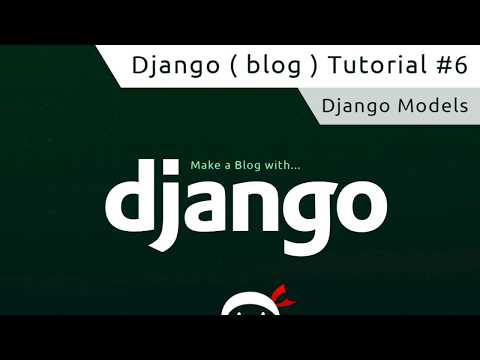 Django ( blog ) Tutorial #6
Django Models
Make a Blog with...
django